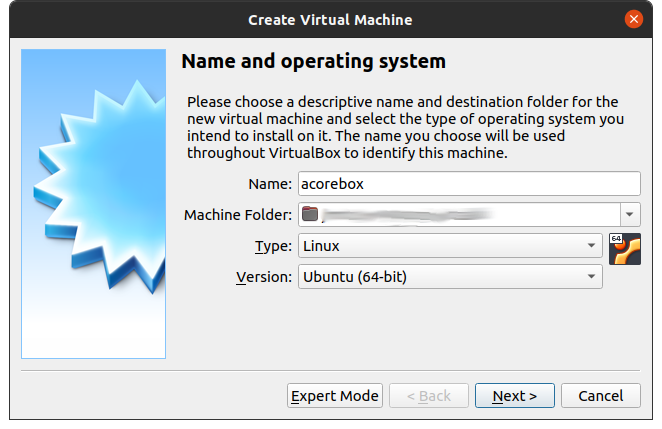 Create Virtual Machine
Name and operating system
Please choose a descriptive name and destination folder for the
new virtual machine and select the type of operating system you
intend to install on it. The name you choose will be used
throughout VirtualBox to identify this machine.
Name: acorebox
Machine Folder:
Type: Linux
64
Version: Ubuntu (64-bit)
Expert Mode < Back Next > Cancel